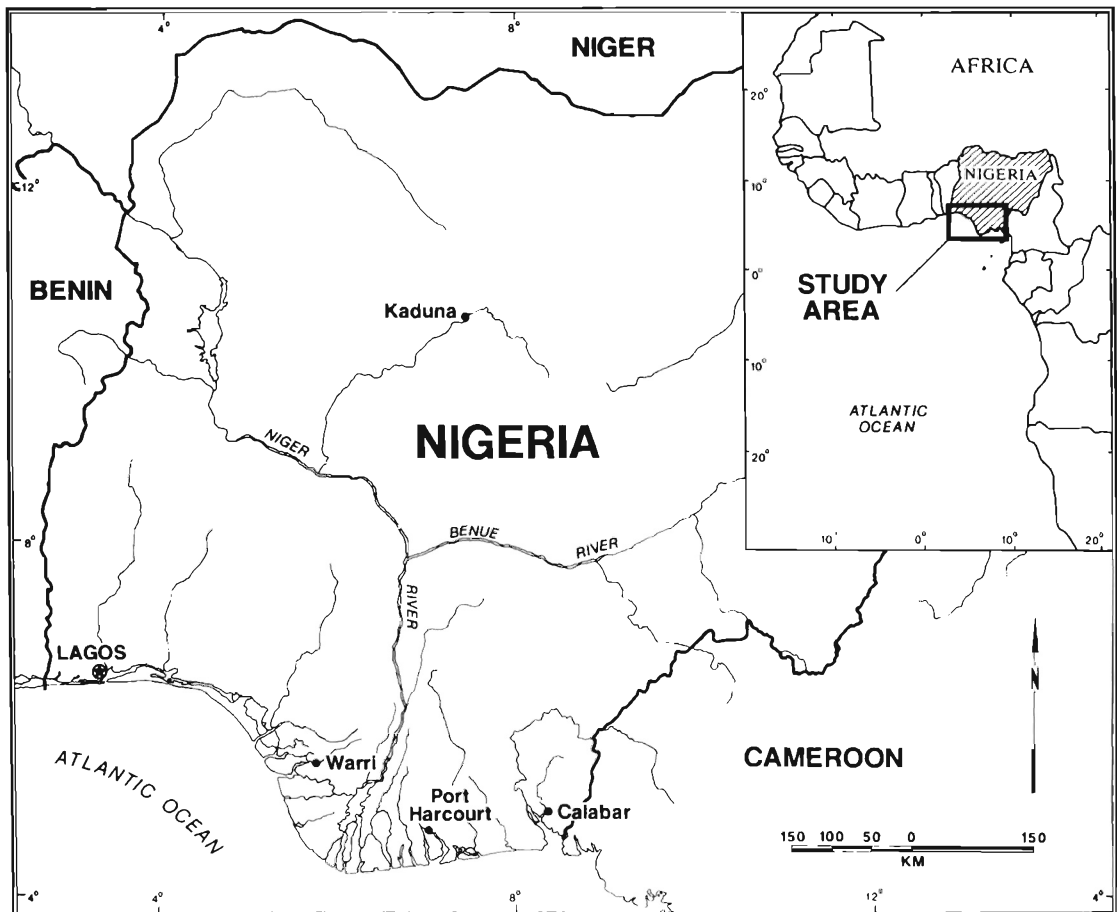 4°
8°
NIGER
AFRICA
20°
10°
NIGERIA
12°
BENIN
0°
STUDY
AREA
Kaduna
10°
ATLANTIC
OCEAN
NIGERIA
NIGER
20°
BENUE
RIVER
8°
10°
0°
10°
20°
RIVER
LAGOS
N
ATLANTIC OCEAN
Warri
CAMEROON
Port
Harcourt
Calabar
150 100 50 0 150
KM
4°
4°
8°
12°
4°